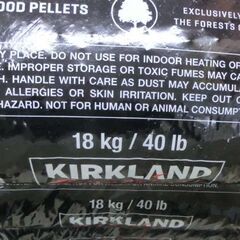 OOD PELLETS
EXCLUSIVELY
THE FORESTS
Y PLACE. DO NOT USE FOR INDOOR HEATING OF
E. IMPROPER STORAGE OR TOXIC FUMES MAY CA
H. HANDLE WITH CARE AS DUST MAY ACCUMUL
ALLERGIES OR SKIN IRRITATION. KEEP OUT O
HAZARD. NOT FOR HUMAN OR ANIMAL CONSUMP
18 kg / 40 lb
KIRKLAND
18 kg / 40 lb
KIRKLAND